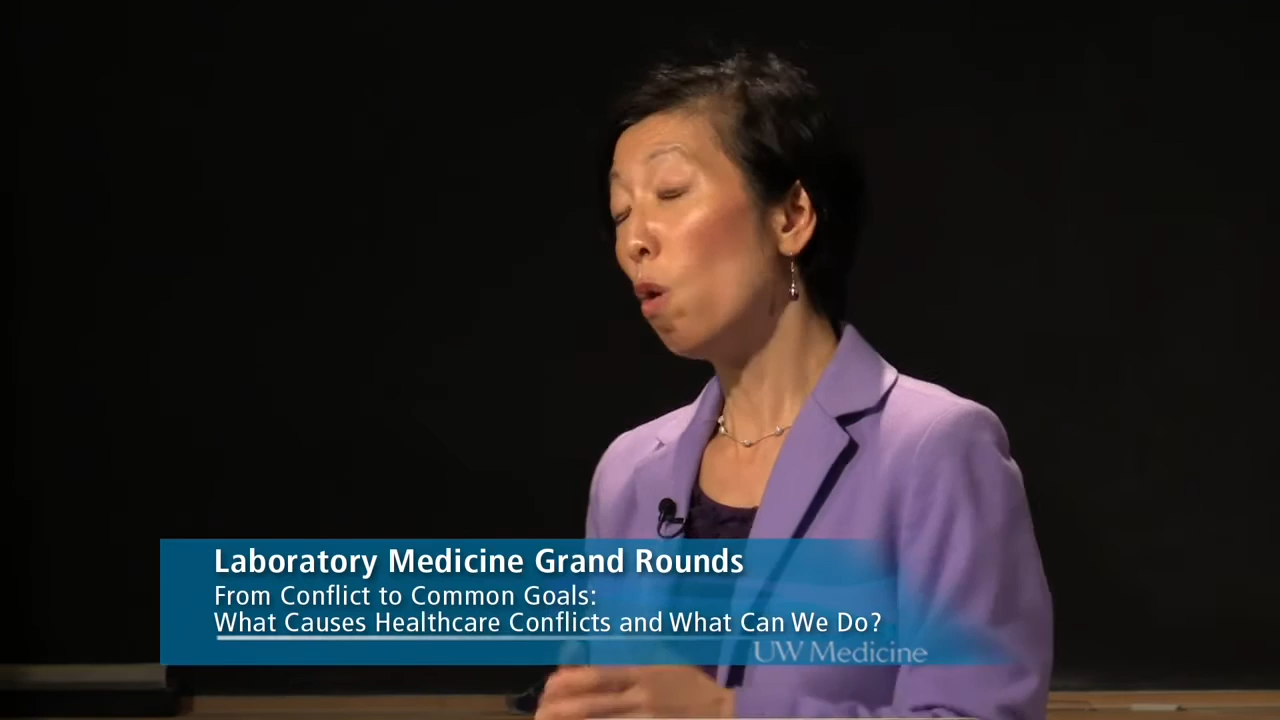 Laboratory Medicine Grand Rounds
From Conflict to Common Goals:
What Causes Healthcare Conflicts and What Can We Do?
UW Medicine